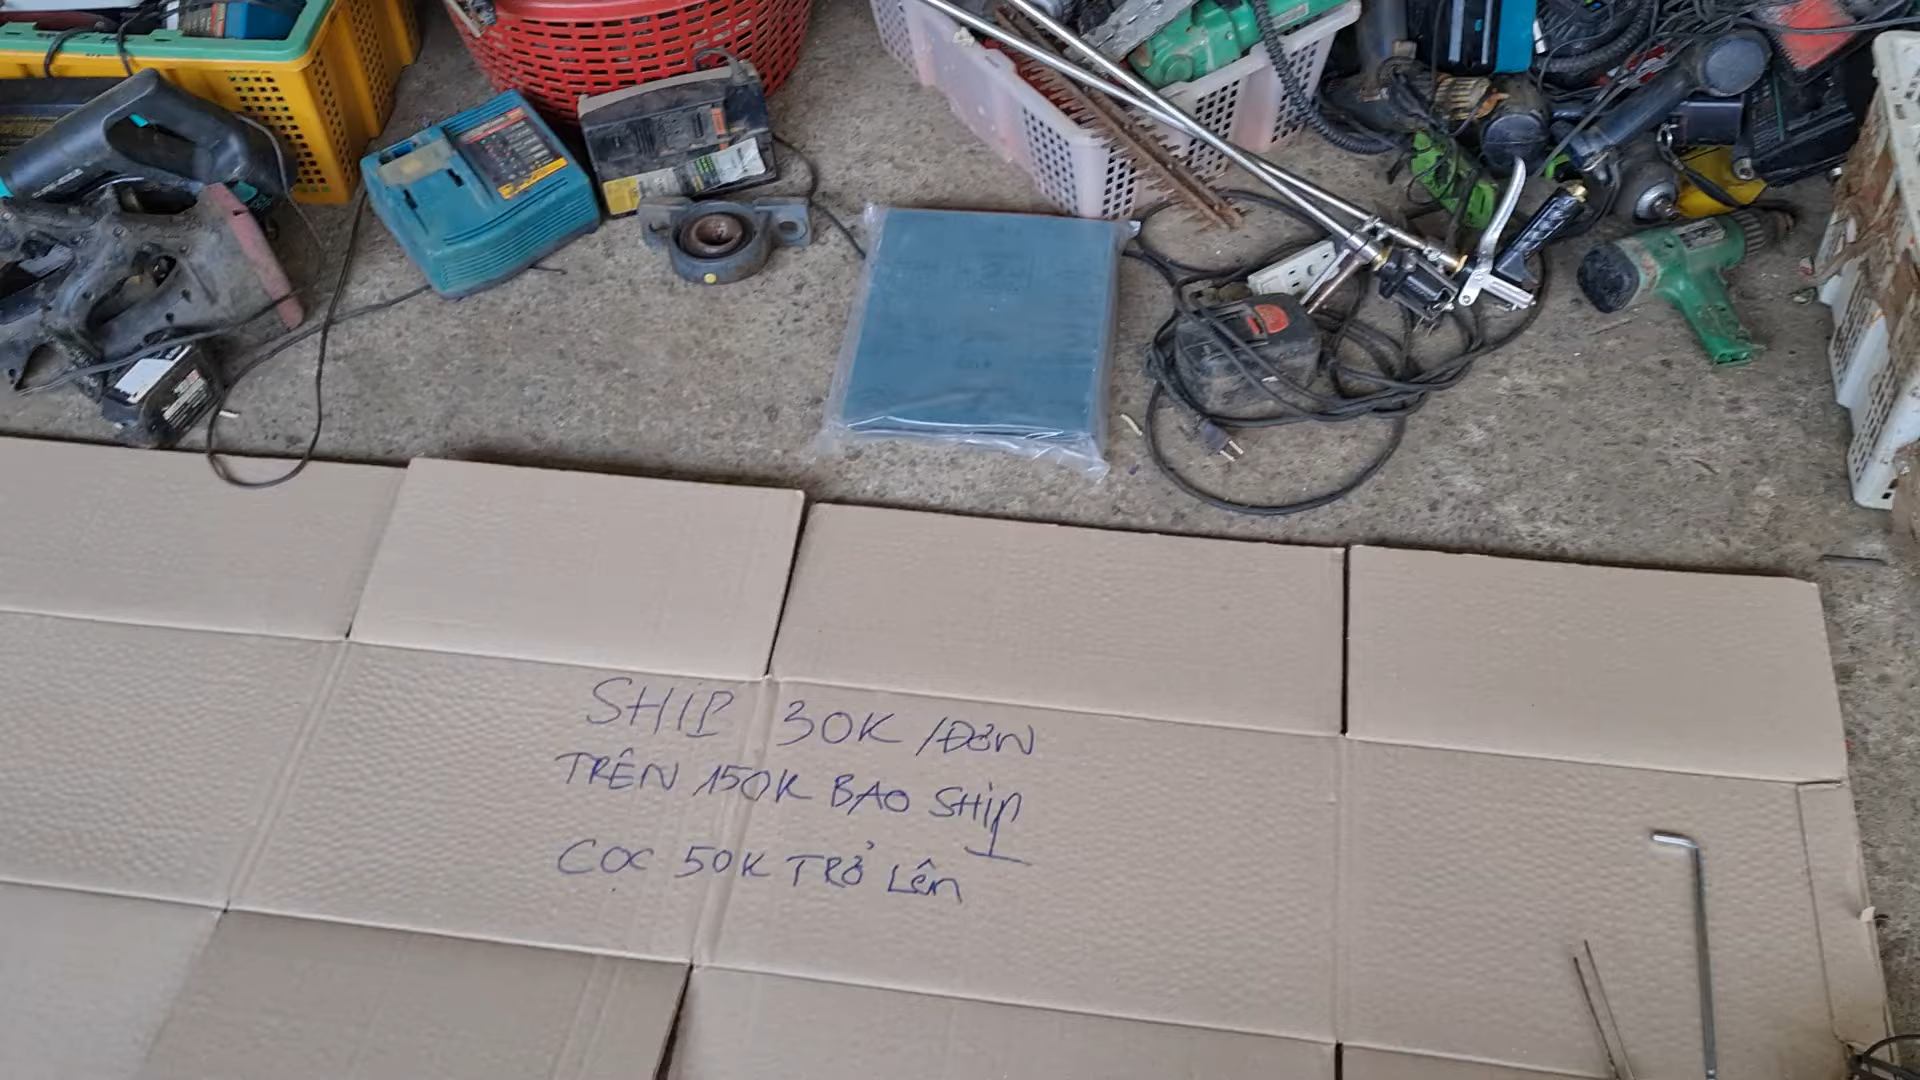 SHIP 30K /ĐƠN
TRÊN 150K BAO SHIP
CỌC 50K TRỞ LÊN